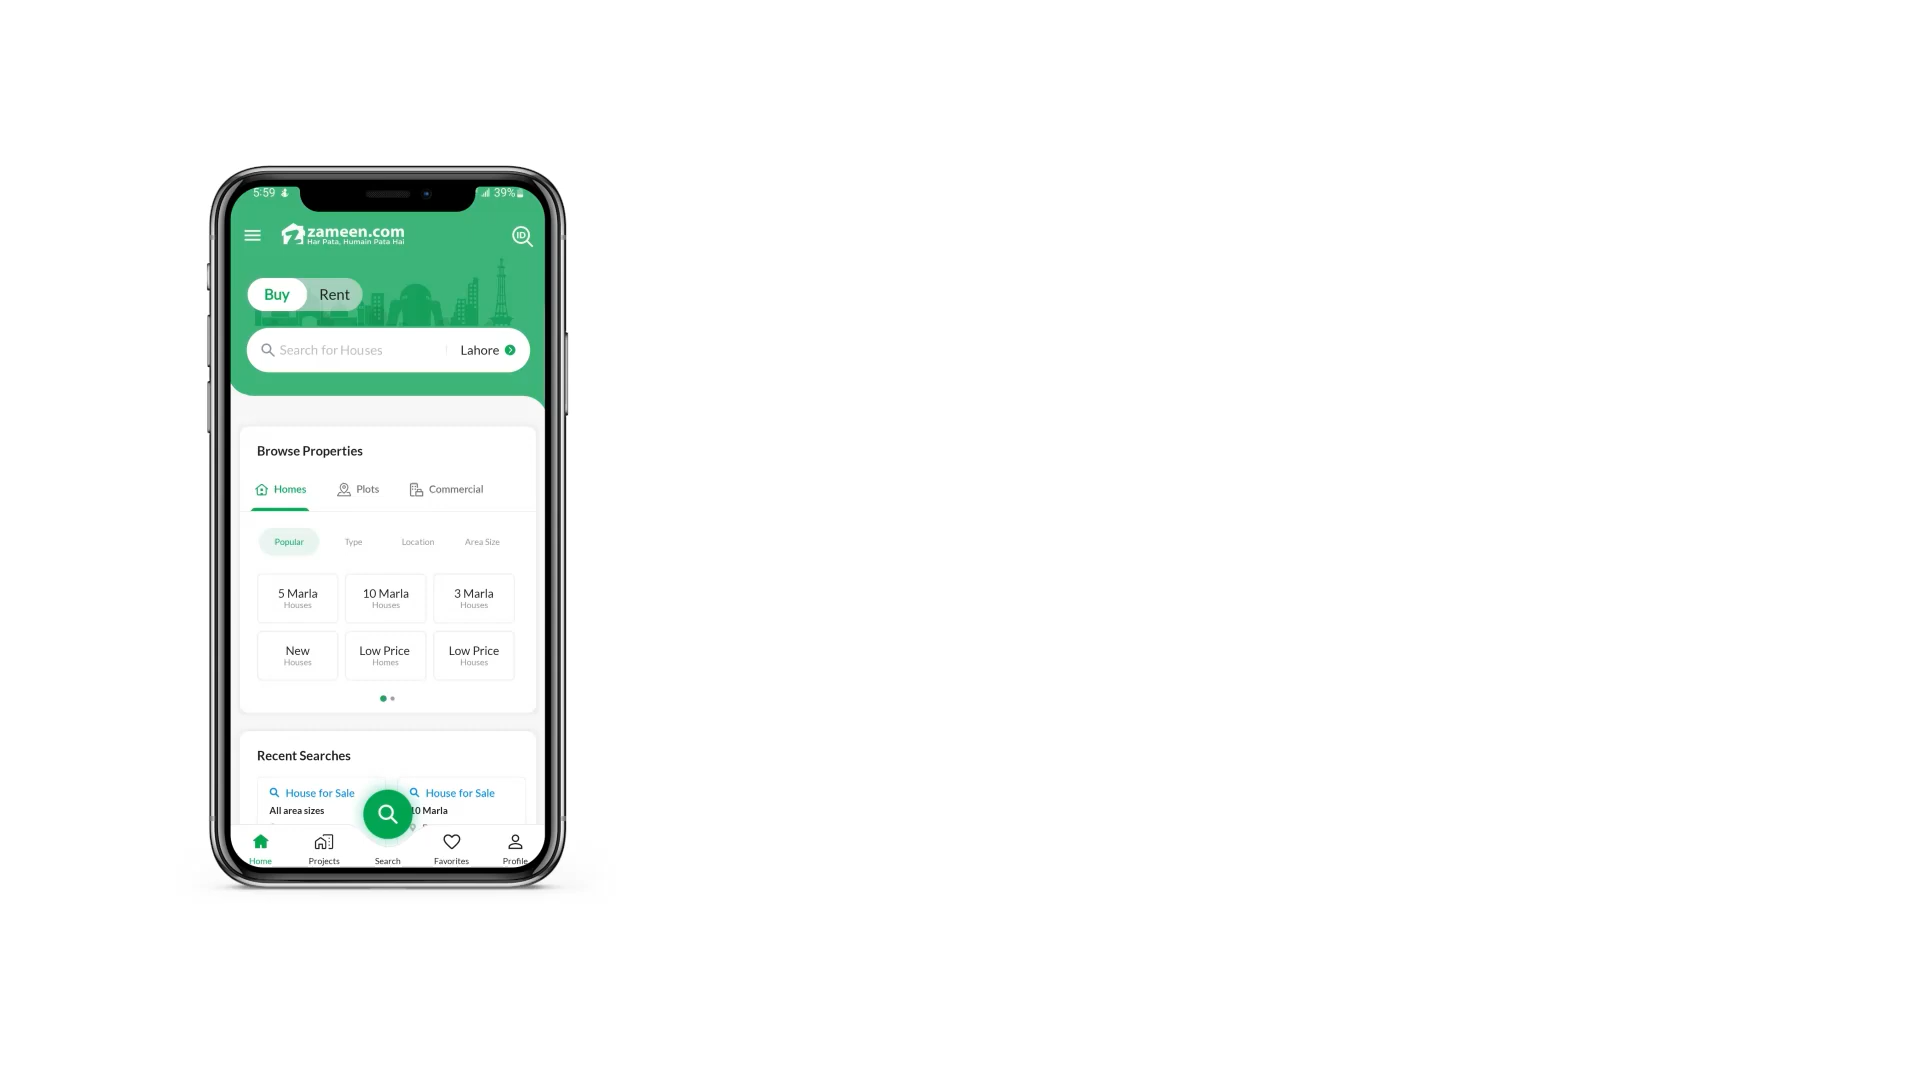 5:59
39%
zameen.com
Har Pata, Humain Pata Hai
ID
Buy Rent
Search for Houses Lahore
Browse Properties
Homes Plots Commercial
Popular Type Location Area Size
5 Marla 10 Marla 3 Marla
Houses Houses Houses
New Low Price Low Price
Houses Homes Houses
Recent Searches
House for Sale House for Sale
All area sizes 10 Marla
Home Projects Search Favorites Profile